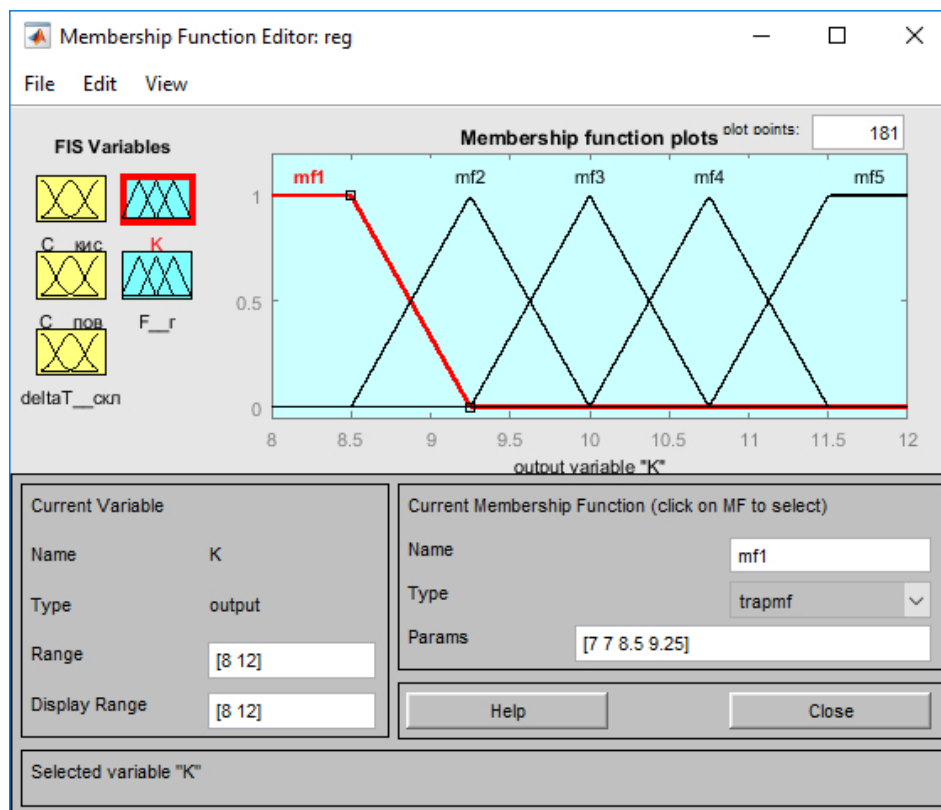 Membership Function Editor: reg
File Edit View
FIS Variables
Membership function plots
plot points:
181
C__кис
K
C__пов
F__г
deltaT__скл
mf1 mf2 mf3 mf4 mf5
1
0.5
0
8 8.5 9 9.5 10 10.5 11 11.5 12
output variable "K"
Current Variable
Name K
Type output
Range [8 12]
Display Range [8 12]
Current Membership Function (click on MF to select)
Name mf1
Type trapmf
Params [7 7 8.5 9.25]
Help Close
Selected variable "K"